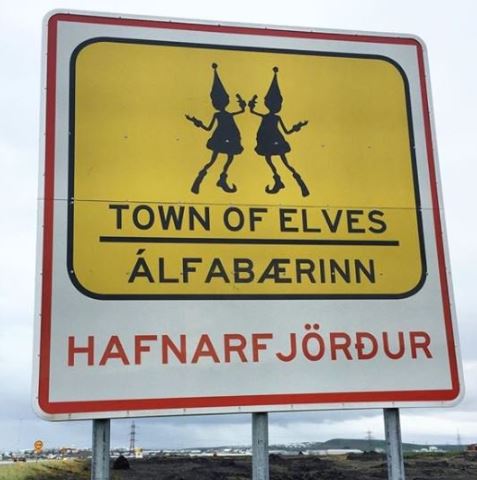 TOWN OF ELVES
ÁLFABÆRINN
HAFNARFJÖRÐUR